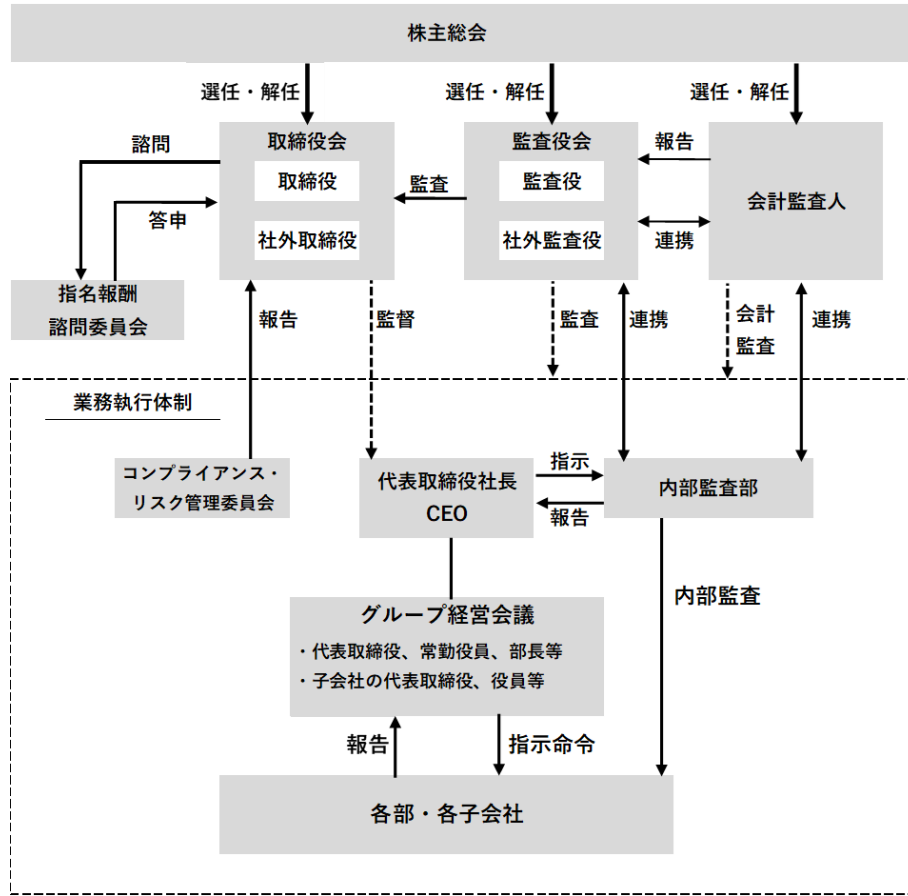 株主総会
選任・解任
選任・解任
選任・解任
諮問
答申
取締役会
取締役
社外取締役
監査
監査役会
監査役
社外監査役
報告
連携
会計監査人
指名報酬
諮問委員会
報告
監督
監査
連携
会計
監査
連携
業務執行体制
コンプライアンス・
リスク管理委員会
代表取締役社長
CEO
指示
報告
内部監査部
内部監査
グループ経営会議
・代表取締役、常勤役員、部長等
・子会社の代表取締役、役員等
報告
指示命令
各部・各子会社